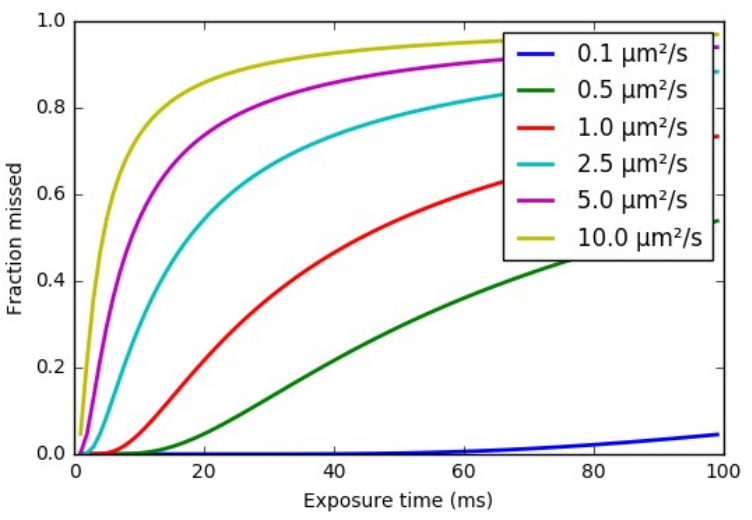 1.0
0.8
0.6
0.4
0.2
0.0
Fraction missed
0 20 40 60 80 100
Exposure time (ms)
0.1 µm²/s
0.5 µm²/s
1.0 µm²/s
2.5 µm²/s
5.0 µm²/s
10.0 µm²/s